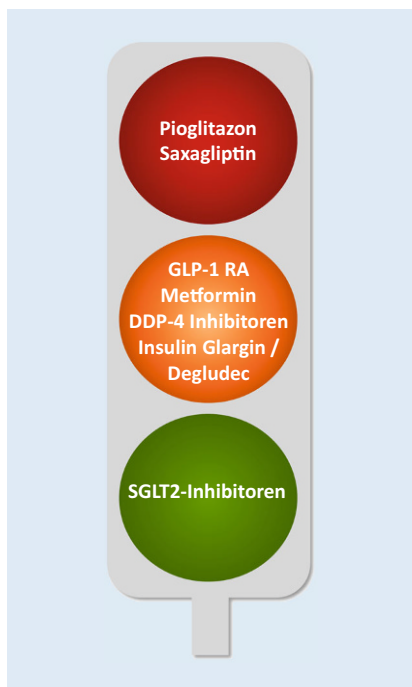 Pioglitazon
Saxagliptin
GLP-1 RA
Metformin
DDP-4 Inhibitoren
Insulin Glargin /
Degludec
SGLT2-Inhibitoren